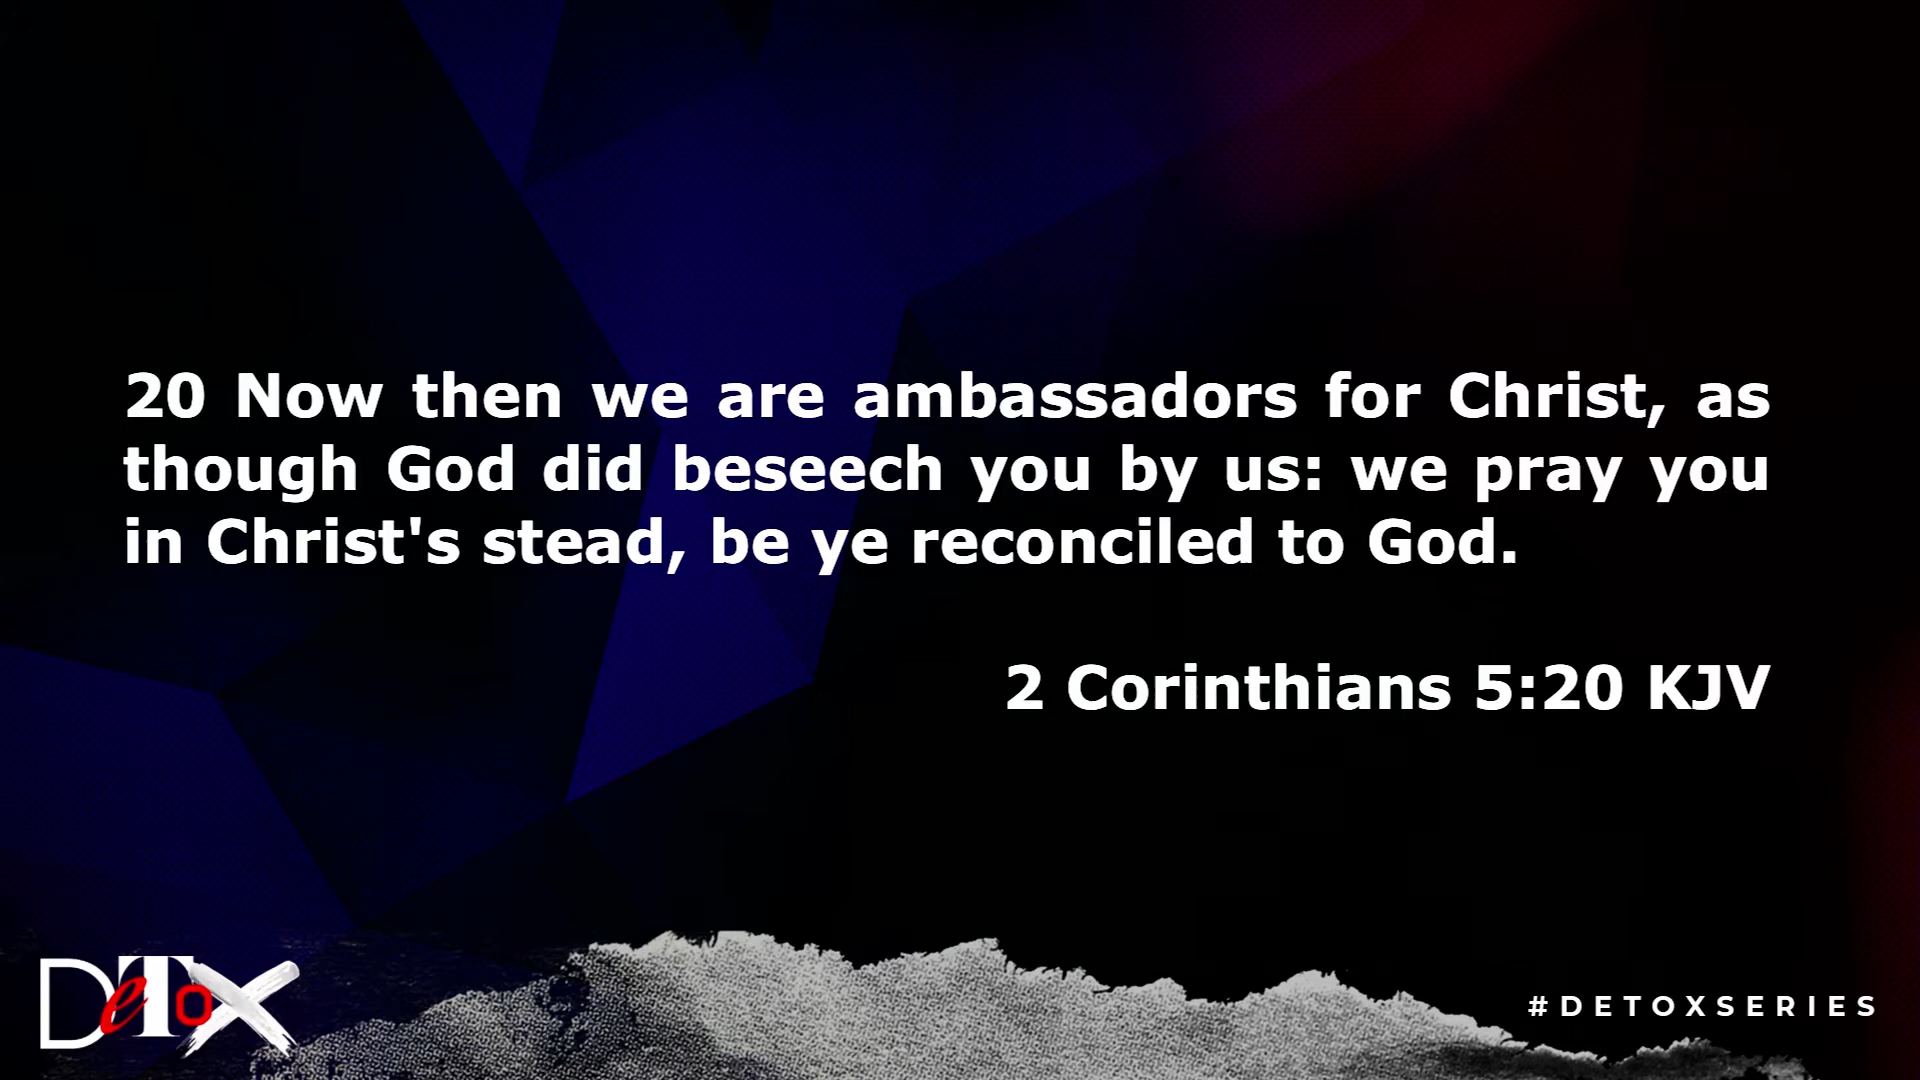 20 Now then we are ambassadors for Christ, as
though God did beseech you by us: we pray you
in Christ's stead, be ye reconciled to God.
2 Corinthians 5:20 KJV
DeToX
#DETOXSERIES